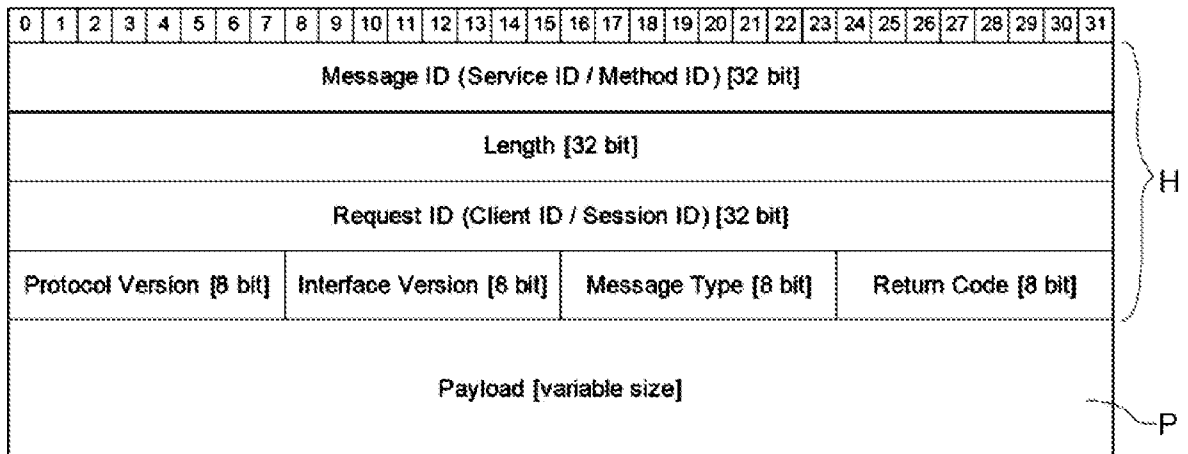 0 1 2 3 4 5 6 7 8 9 10 11 12 13 14 15 16 17 18 19 20 21 22 23 24 25 26 27 28 29 30 31
Message ID (Service ID / Method ID) [32 bit]
Length [32 bit]
H
Request ID (Client ID / Session ID) [32 bit]
Protocol Version [8 bit] Interface Version [8 bit] Message Type [8 bit] Return Code [8 bit]
Payload [variable size]
P